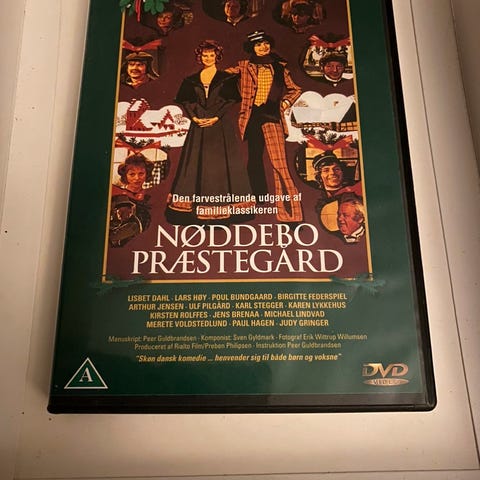 Den farvestrålende udgave af
familieklassikeren
NØDDEBO
PRÆSTEGÅRD
LISBET DAHL · LARS HØY · POUL BUNDGAARD · BIRGITTE FEDERSPIEL
ARTHUR JENSEN · ULF PILGÅRD · KARL STEGGER · KAREN LYKKEHUS
KIRSTEN ROLFFES · JENS BRENAA · MICHAEL LINDVAD
MERETE VOLDSTEDLUND · PAUL HAGEN · JUDY GRINGER
Manuskript: Peer Guldbrandsen · Komponist: Sven Gyldmark · Fotograf Erik Wittrup Willumsen
Produceret af Rialto Film/Preben Philipsen · Instruktion Peer Guldbrandsen
"Skøn dansk komedie ... henvender sig til både børn og voksne"
A
DVD
VIDEO